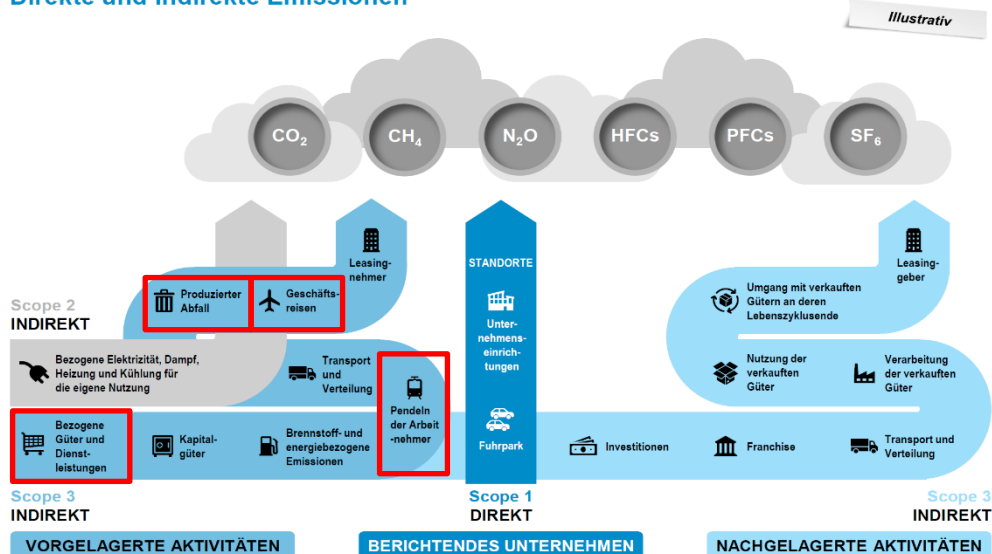 Direkte und indirekte Emissionen
Illustrativ
CO₂
CH₄
N₂O
HFCs
PFCs
SF₆
Leasing-
nehmer
STANDORTE
Leasing-
geber
Produzierter
Abfall
Geschäfts-
reisen
Unter-
nehmens-
einrich-
tungen
Umgang mit verkauften
Gütern an deren
Lebenszyklusende
Scope 2
INDIREKT
Bezogene Elektrizität, Dampf,
Heizung und Kühlung für
die eigene Nutzung
Transport
und
Verteilung
Nutzung der
verkauften
Güter
Verarbeitung
der verkauften
Güter
Pendeln
der Arbeit
-nehmer
Bezogene
Güter und
Dienst-
leistungen
Kapital-
güter
Brennstoff- und
energiebezogene
Emissionen
Fuhrpark
Investitionen
Franchise
Transport und
Verteilung
Scope 3
INDIREKT
Scope 1
DIREKT
Scope 3
INDIREKT
VORGELAGERTE AKTIVITÄTEN
BERICHTENDES UNTERNEHMEN
NACHGELAGERTE AKTIVITÄTEN